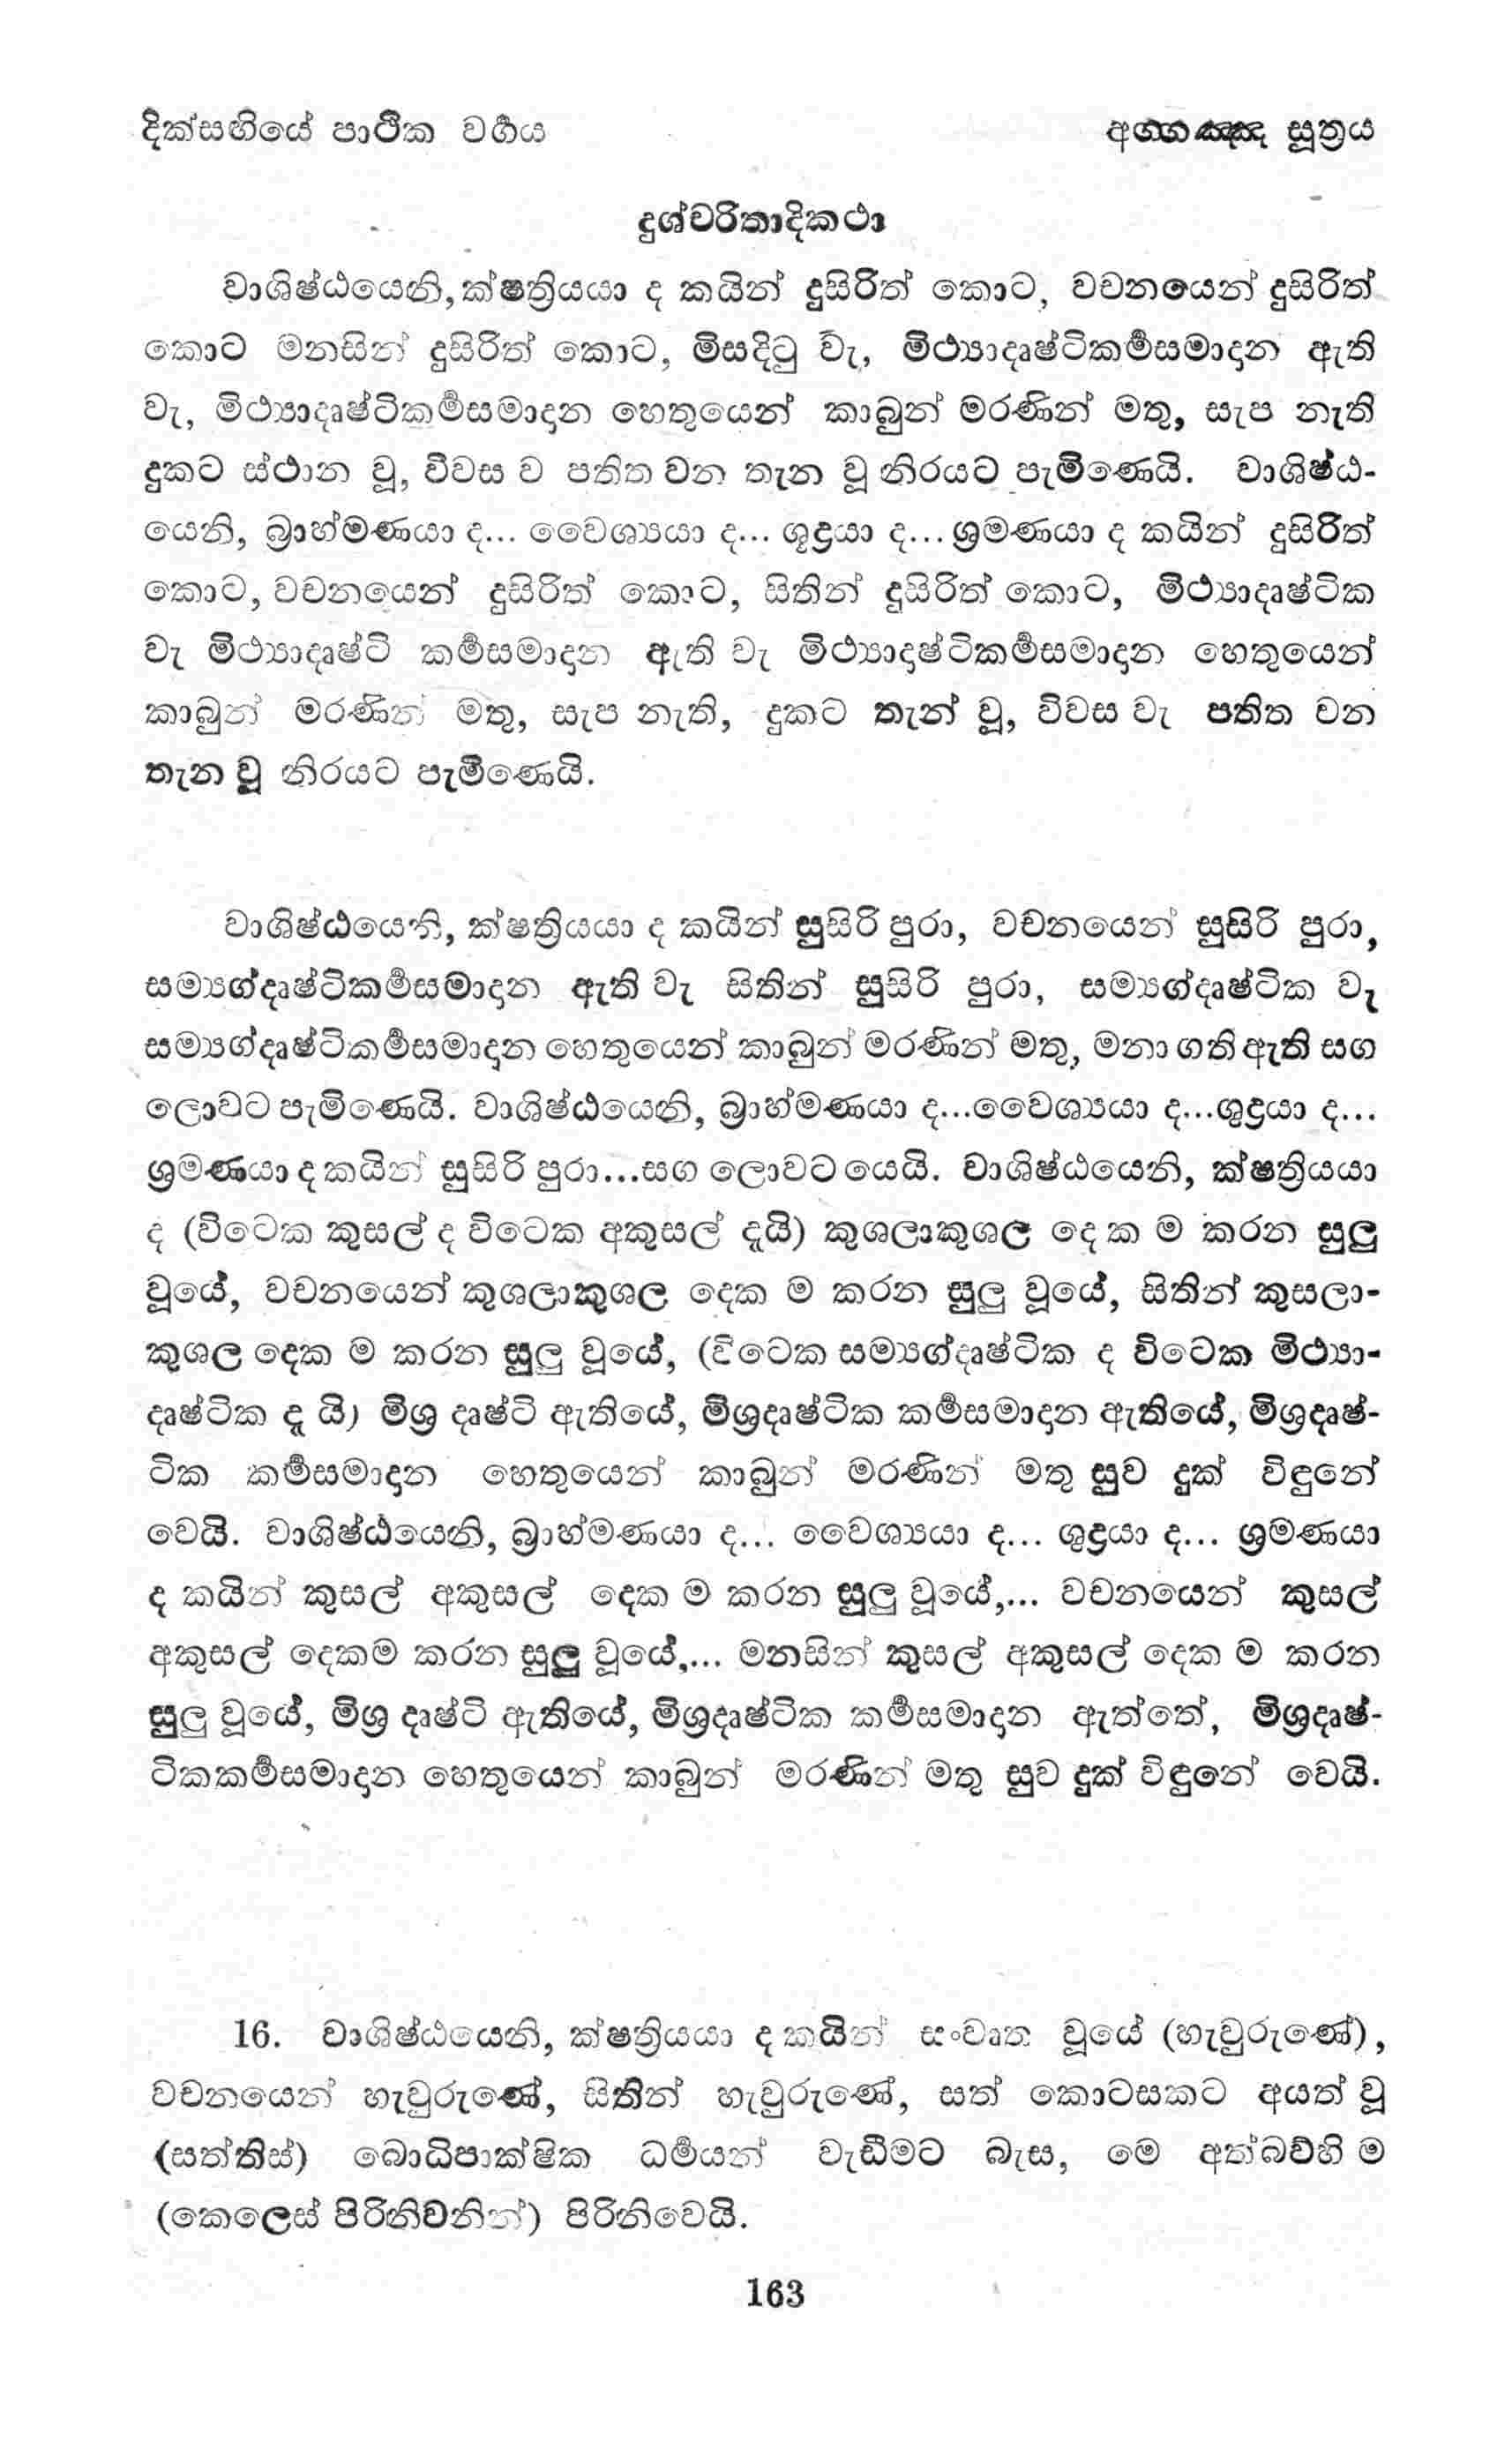 දික්සඟියේ පාථික වර්‍ගය
අග්ගඤ්ඤ සූත්‍රය
දුශ්චරිතාදිකථා
වාශිෂ්ඨයෙනි, ක්ෂත්‍රියයා ද කයින් දුසිරිත් කොට, වචනයෙන් දුසිරිත්
කොට මනසින් දුසිරිත් කොට, මිසදිටු වැ, මිථ්‍යාදෘෂ්ටිකර්‍මසමාදාන ඇති
වැ, මිථ්‍යාදෘෂ්ටිකර්‍මසමාදාන හෙතුයෙන් කාබුන් මරණින් මතු, සැප නැති
දුකට ස්ථාන වූ, විවස ව පතිත වන තැන වූ නිරයට පැමිණෙයි. වාශිෂ්ඨ-
යෙනි, බ්‍රාහ්මණයා ද... වෛශ්‍යයා ද... ශූද්‍රයා ද... ශ්‍රමණයා ද කයින් දුසිරිත්
කොට, වචනයෙන් දුසිරිත් කොට, සිතින් දුසිරිත් කොට, මිථ්‍යාදෘෂ්ටික
වැ මිථ්‍යාදෘෂ්ටි කර්‍මසමාදාන ඇති වැ මිථ්‍යාදෘෂ්ටිකර්‍මසමාදාන හෙතුයෙන්
කාබුන් මරණින් මතු, සැප නැති, දුකට තැන් වූ, විවස වැ පතිත වන
තැන වූ නිරයට පැමිණෙයි.
වාශිෂ්ඨයෙනි, ක්ෂත්‍රියයා ද කයින් සුසිරි පුරා, වචනයෙන් සුසිරි පුරා,
සම්‍යග්දෘෂ්ටිකර්‍මසමාදාන ඇති වැ සිතින් සුසිරි පුරා, සම්‍යග්දෘෂ්ටික වැ
සම්‍යග්දෘෂ්ටිකර්‍මසමාදාන හෙතුයෙන් කාබුන් මරණින් මතු, මනා ගති ඇති සග
ලොවට පැමිණෙයි. වාශිෂ්ඨයෙනි, බ්‍රාහ්මණයා ද...වෛශ්‍යයා ද...ශුද්‍රයා ද...
ශ්‍රමණයා ද කයින් සුසිරි පුරා...සග ලොවට යෙයි. වාශිෂ්ඨයෙනි, ක්ෂත්‍රියයා
ද (විටෙක කුසල් ද විටෙක අකුසල් දැයි) කුශලාකුශල දෙක ම කරන සුලු
වූයේ, වචනයෙන් කුශලාකුශල දෙක ම කරන සුලු වූයේ, සිතින් කුසලා-
කුශල දෙක ම කරන සුලු වූයේ, (විටෙක සම්‍යග්දෘෂ්ටික ද විටෙක මිථ්‍යා-
දෘෂ්ටික දැ යි) මිශ්‍ර දෘෂ්ටි ඇතියේ, මිශ්‍රදෘෂ්ටික කර්‍මසමාදාන ඇතියේ, මිශ්‍රදෘෂ්-
ටික කර්‍මසමාදාන හෙතුයෙන් කාබුන් මරණින් මතු සුව දුක් විඳුනේ
වෙයි. වාශිෂ්ඨයෙනි, බ්‍රාහ්මණයා ද... වෛශ්‍යයා ද... ශුද්‍රයා ද... ශ්‍රමණයා
ද කයින් කුසල් අකුසල් දෙක ම කරන සුලු වූයේ,... වචනයෙන් කුසල්
අකුසල් දෙකම කරන සුලු වූයේ,... මනසින් කුසල් අකුසල් දෙක ම කරන
සුලු වූයේ, මිශ්‍ර දෘෂ්ටි ඇතියේ, මිශ්‍රදෘෂ්ටික කර්‍මසමාදාන ඇත්තේ, මිශ්‍රදෘෂ්-
ටිකකර්‍මසමාදාන හෙතුයෙන් කාබුන් මරණින් මතු සුව දුක් විඳුනේ වෙයි.
16. වාශිෂ්ඨයෙනි, ක්ෂත්‍රියයා ද කයින් සංවෘත වූයේ (හැවුරුණේ),
වචනයෙන් හැවුරුණේ, සිතින් හැවුරුණේ, සත් කොටසකට අයත් වූ
(සත්තිස්) බොධිපාක්ෂික ධර්‍මයන් වැඩීමට බැස, මෙ අත්බව්හි ම
(කෙලෙස් පිරිනිවනින්) පිරිනිවෙයි.
163